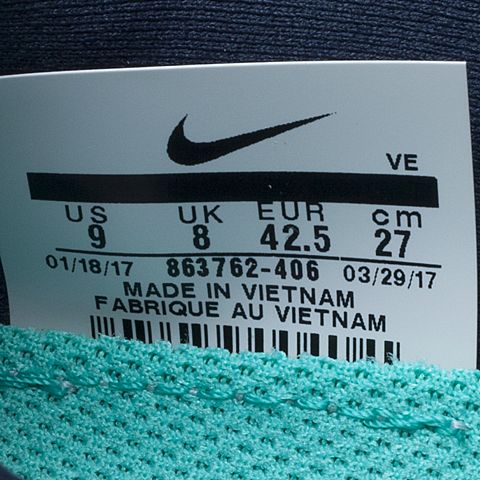 VE
US UK EUR cm
9 8 42.5 27
01/18/17 863762-406 03/29/17
MADE IN VIETNAM
FABRIQUE AU VIETNAM